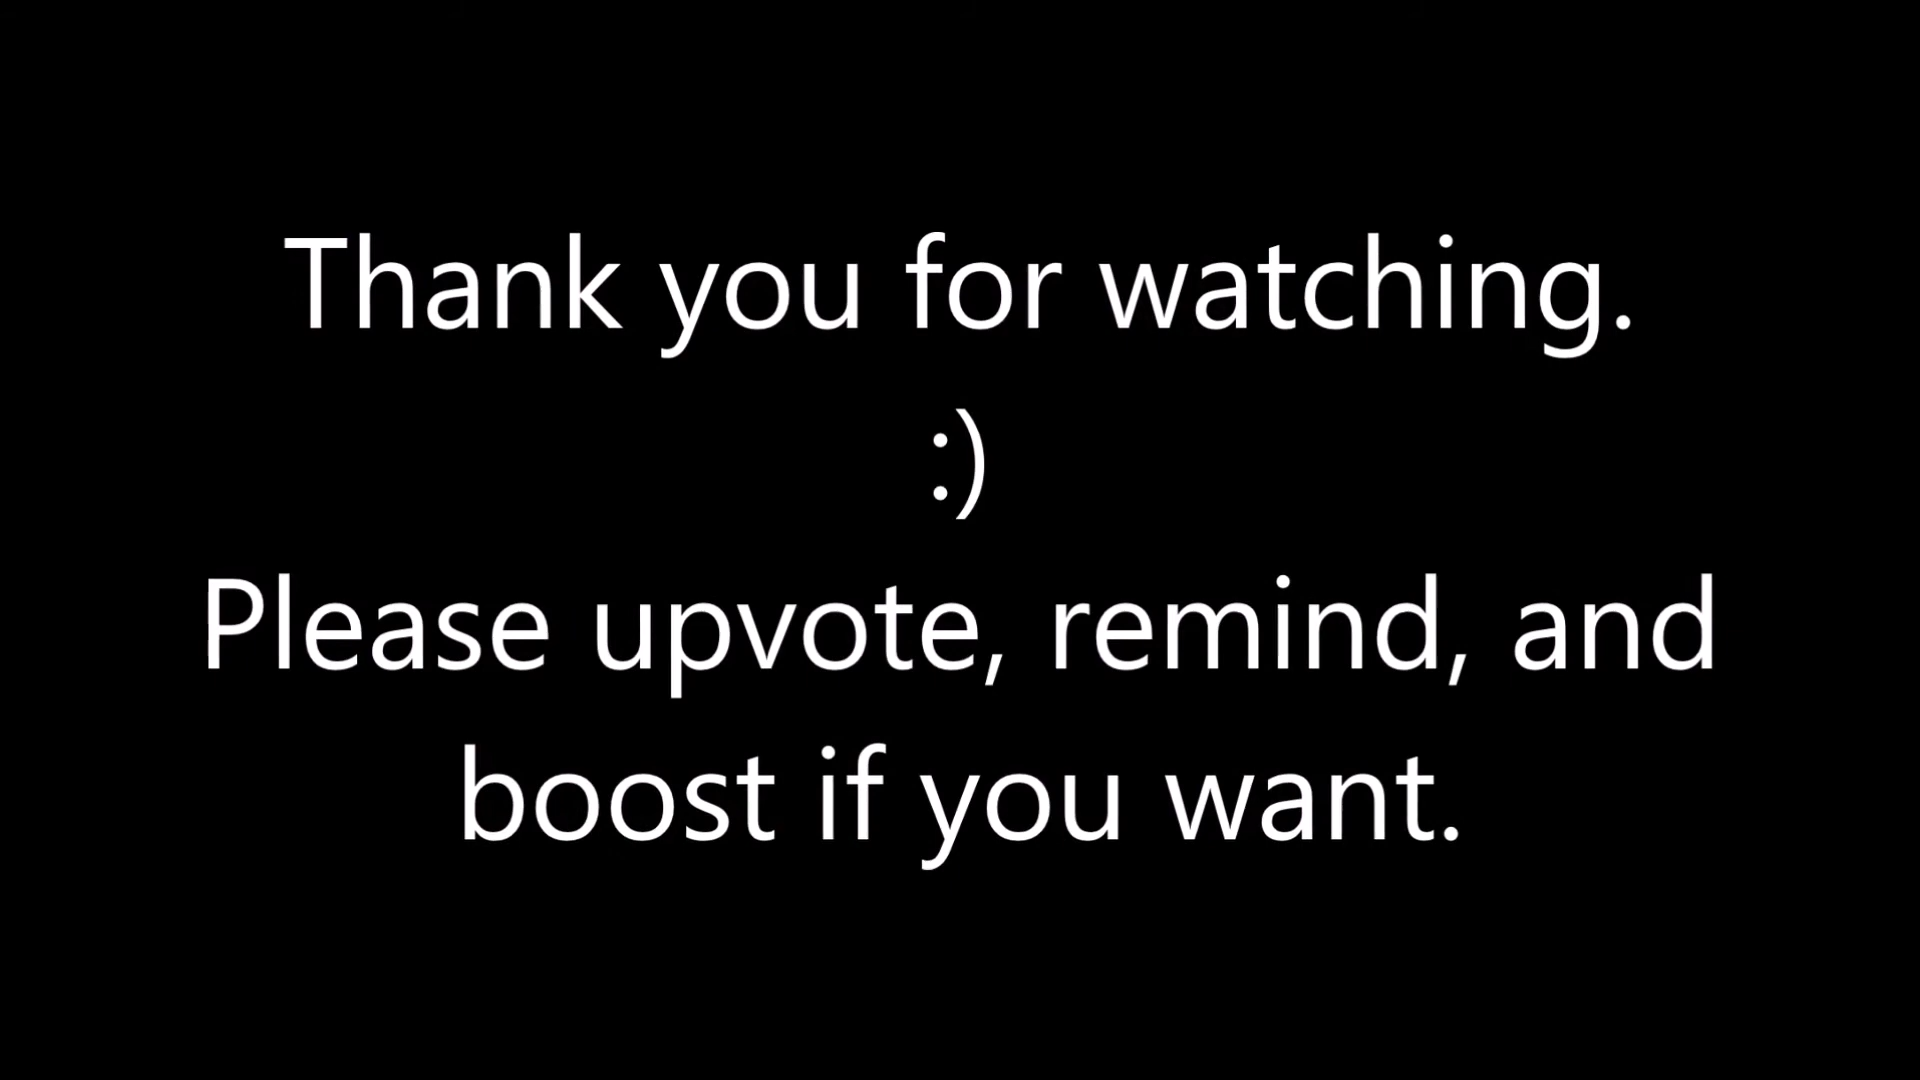 Thank you for watching.
:)
Please upvote, remind, and
boost if you want.